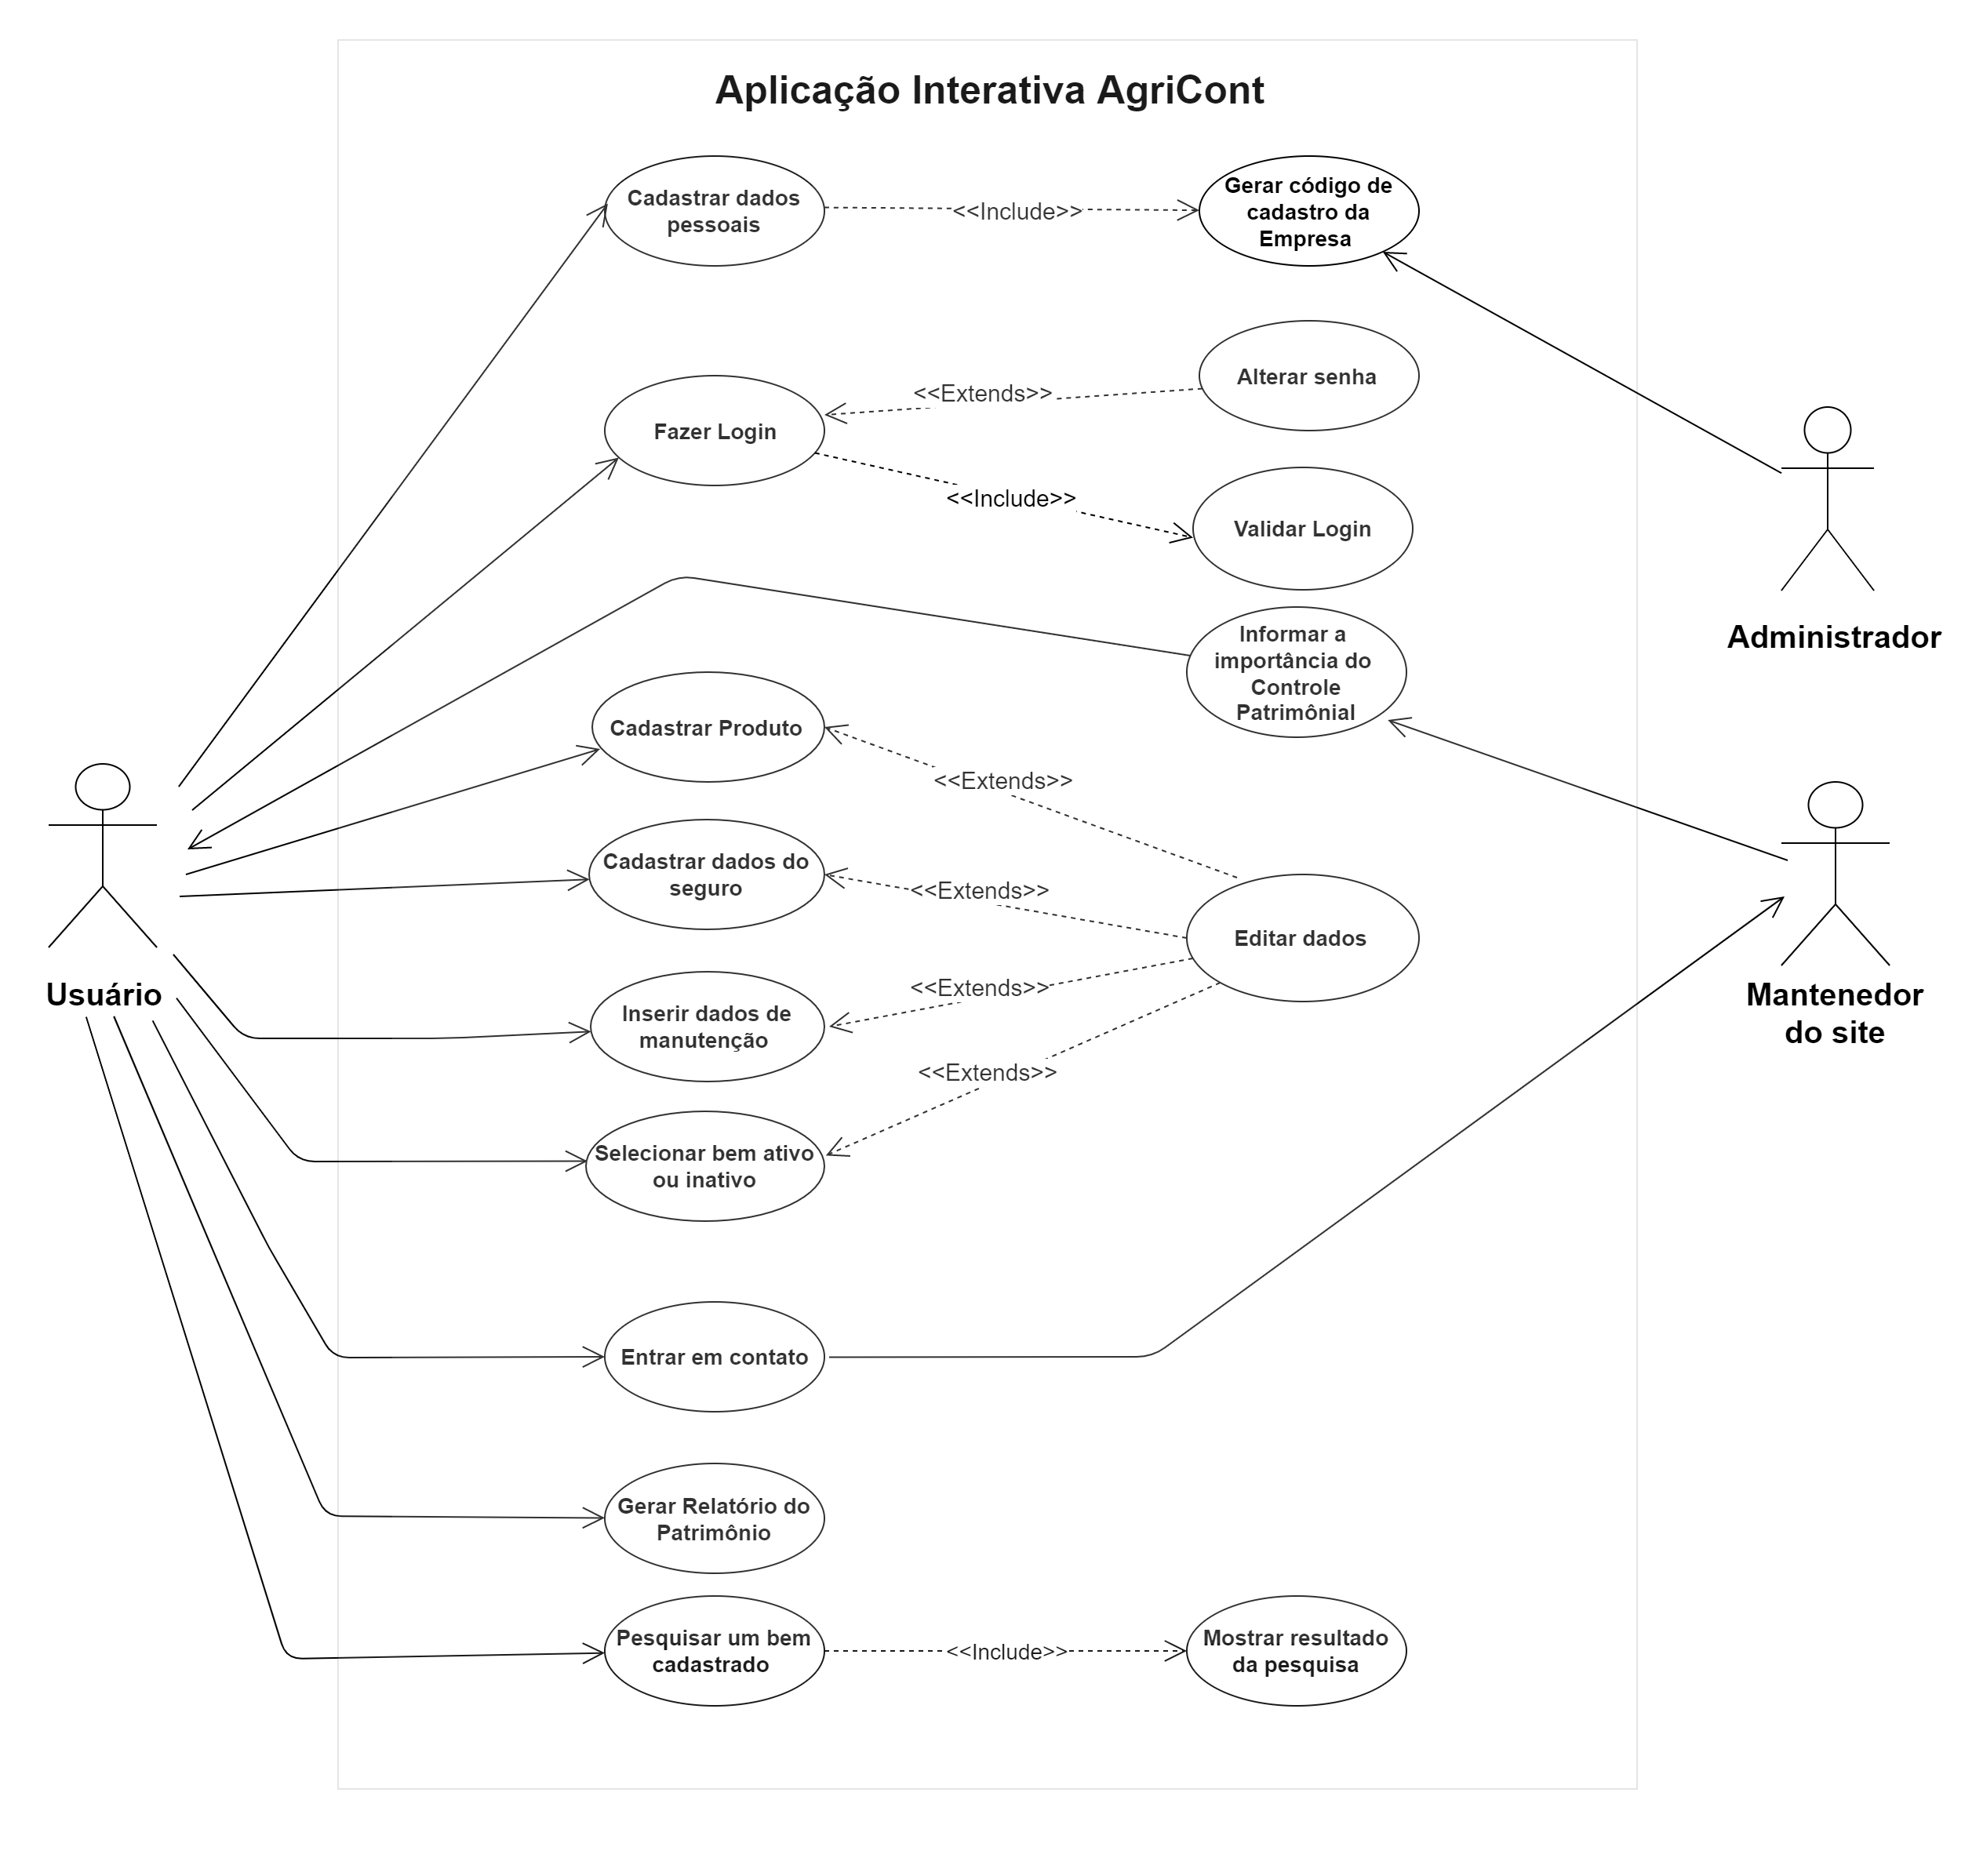 Aplicação Interativa AgriCont
Cadastrar dados
pessoais
<<Include>>
Gerar código de
cadastro da
Empresa
Alterar senha
<<Extends>>
Fazer Login
<<Include>>
Validar Login
Administrador
Informar a
importância do
Controle
Patrimônial
Cadastrar Produto
<<Extends>>
Cadastrar dados do
seguro
<<Extends>>
Editar dados
Usuário
Mantenedor
do site
<<Extends>>
Inserir dados de
manutenção
<<Extends>>
Selecionar bem ativo
ou inativo
Entrar em contato
Gerar Relatório do
Patrimônio
Pesquisar um bem
cadastrado
<<Include>>
Mostrar resultado
da pesquisa